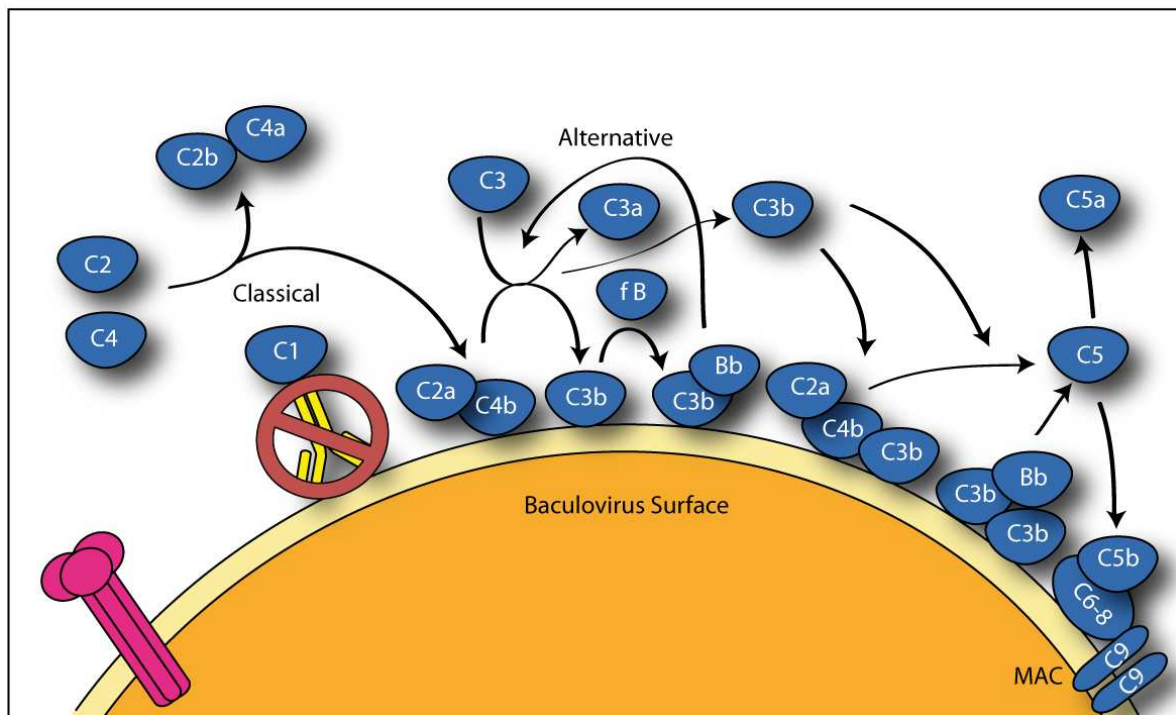 C4a
C2b
Alternative
C3
C3a
C3b
C5a
C2
Classical
f B
C4
C1
C5
C2a
C4b
C3b
Bb
C3b
C2a
C4b
C3b
Bb
C3b
C3b
Baculovirus Surface
C5b
C6-8
C9
C9
MAC